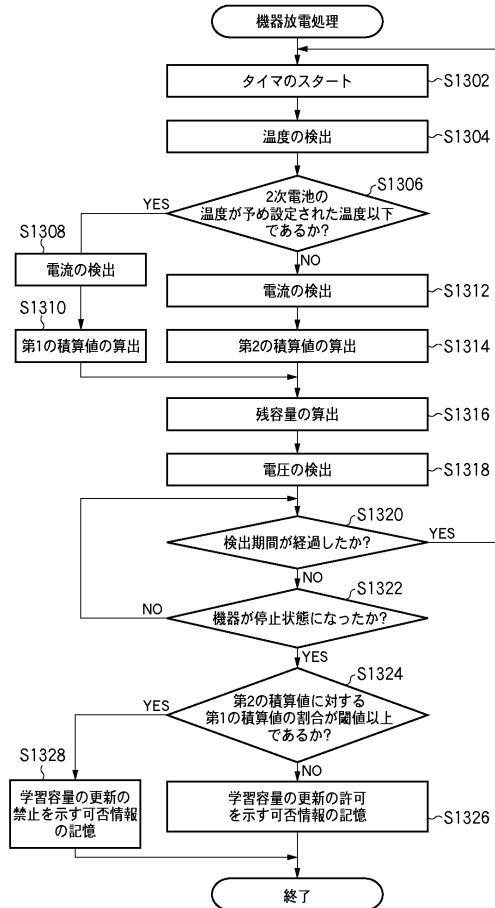 機器放電処理
タイマのスタート
S1302
温度の検出
S1304
2次電池の
温度が予め設定された温度以下
であるか?
S1306
YES
NO
S1308
電流の検出
S1310
第1の積算値の算出
電流の検出
S1312
第2の積算値の算出
S1314
残容量の算出
S1316
電圧の検出
S1318
S1320
検出期間が経過したか?
YES
NO
S1322
機器が停止状態になったか?
NO
YES
S1324
第2の積算値に対する
第1の積算値の割合が閾値以上
であるか?
YES
NO
S1328
学習容量の更新の
禁止を示す可否情報
の記憶
学習容量の更新の許可
を示す可否情報の記憶
S1326
終了